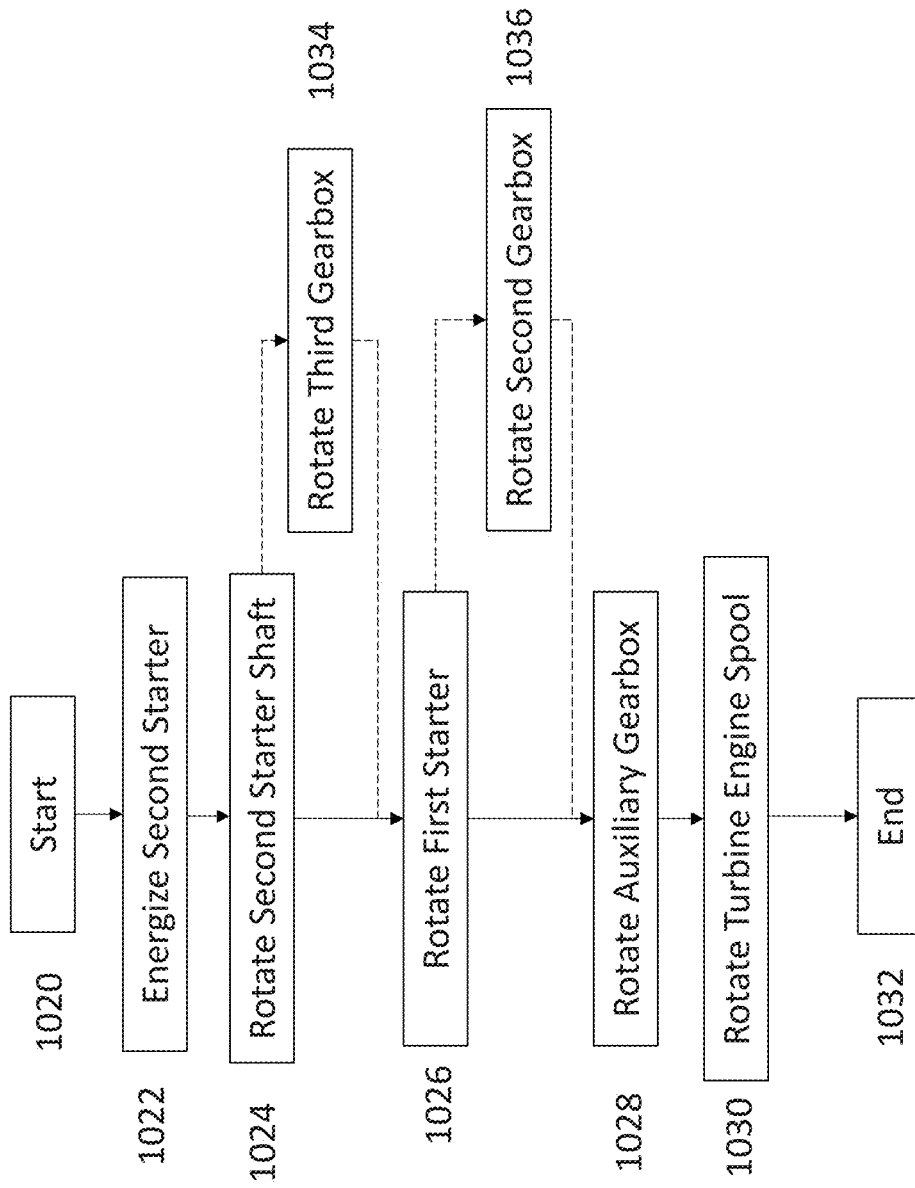 1020
Start
1022
Energize Second Starter
1024
Rotate Second Starter Shaft
Rotate Third Gearbox
1034
1026
Rotate First Starter
Rotate Second Gearbox
1036
1028
Rotate Auxiliary Gearbox
1030
Rotate Turbine Engine Spool
1032
End